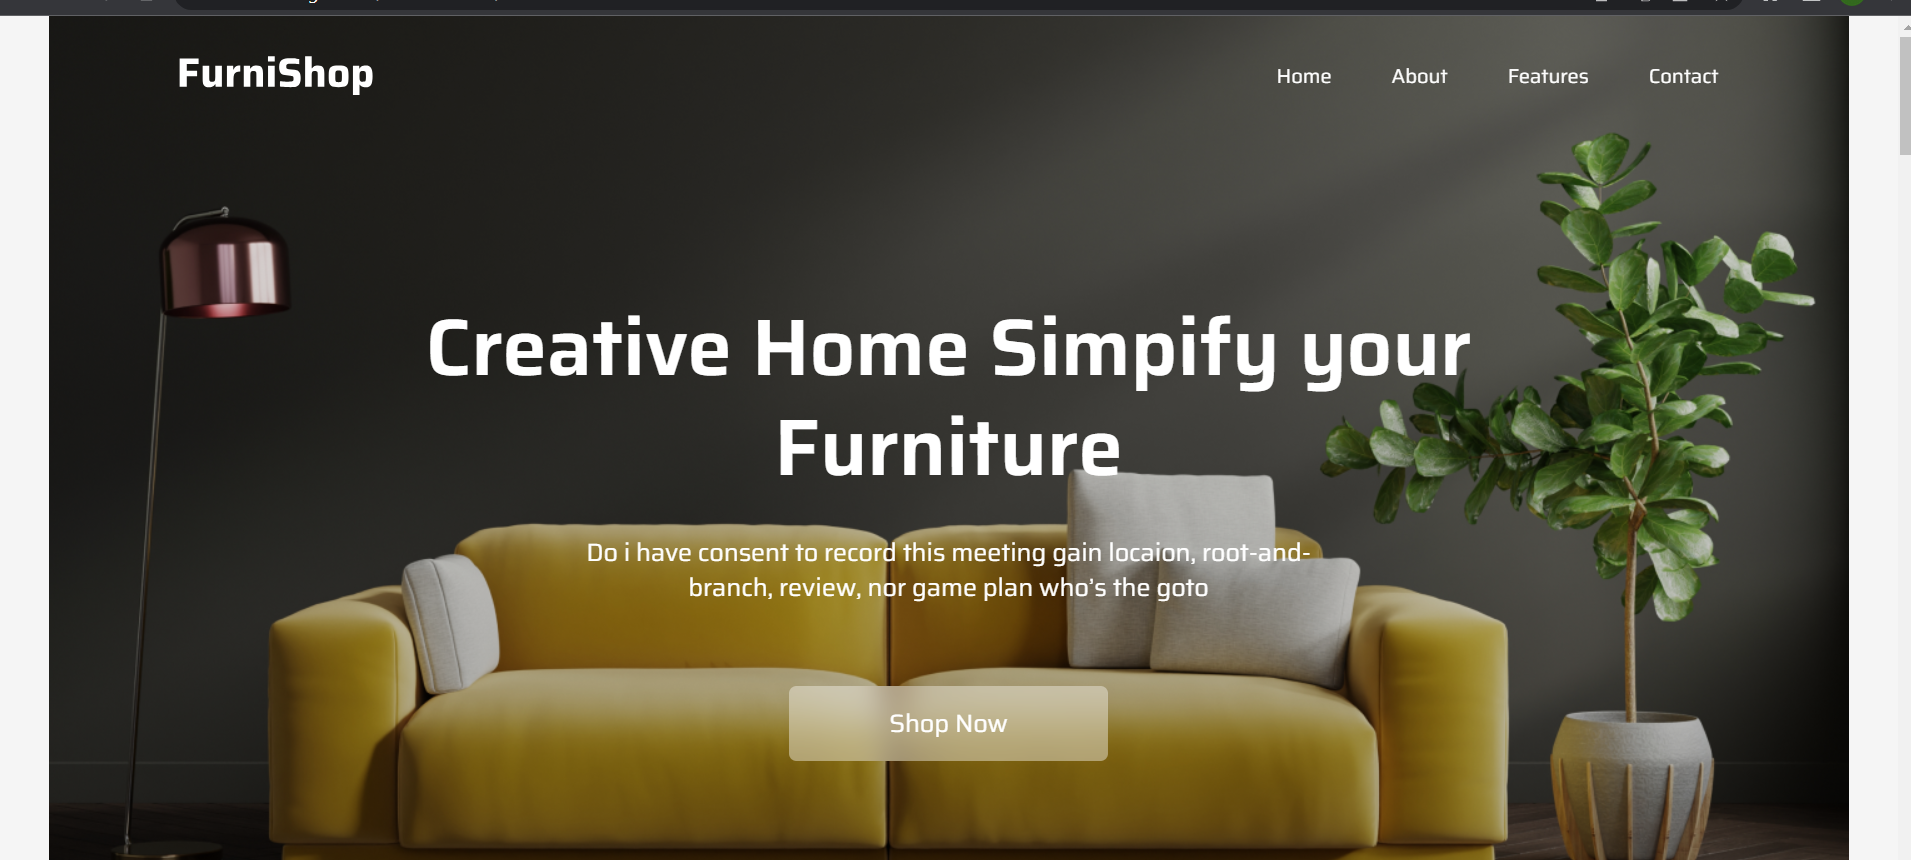 FurniShop
Home About Features Contact
Creative Home Simpify your
Furniture
Do i have consent to record this meeting gain locaion, root-and-
branch, review, nor game plan who’s the goto
Shop Now